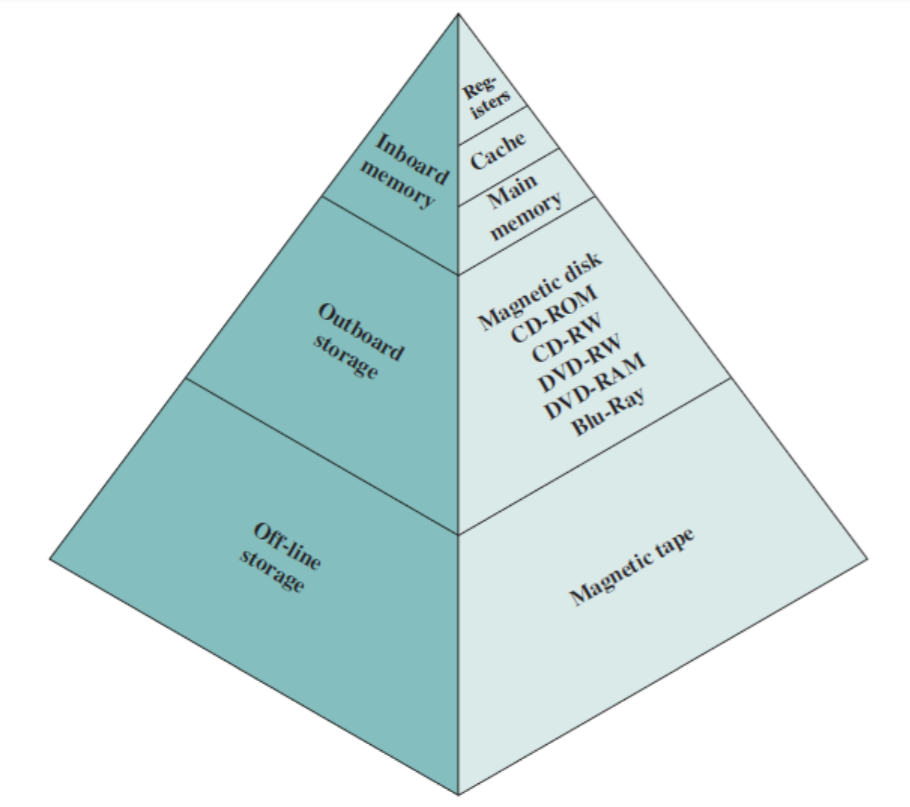 Reg-
isters
Cache
Main
memory
Inboard
memory
Magnetic disk
CD-ROM
CD-RW
DVD-RW
DVD-RAM
Blu-Ray
Outboard
storage
Magnetic tape
Off-line
storage